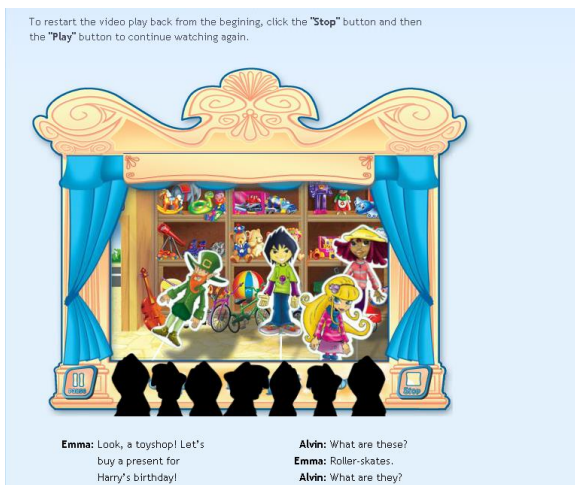 To restart the video play back from the begining, click the "Stop" button and then
the "Play" button to continue watching again.
Stop
Emma: Look, a toyshop! Let's
buy a present for
Harry's birthday!
Alvin: What are these?
Emma: Roller-skates.
Alvin: What are they?